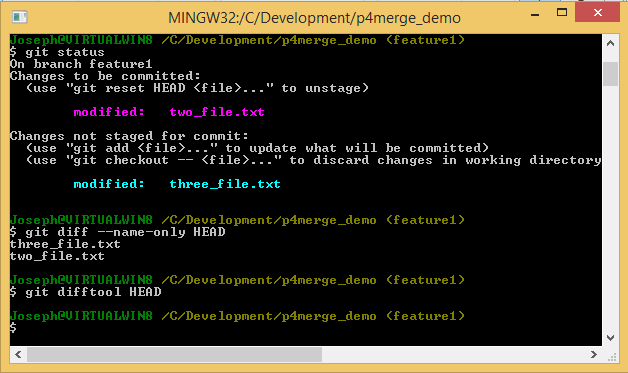 MINGW32:/C/Development/p4merge_demo
Joseph@VIRTUALWIN8 /C/Development/p4merge_demo (feature1)
$ git status
On branch feature1
Changes to be committed:
  (use "git reset HEAD <file>..." to unstage)
        modified:   two_file.txt
Changes not staged for commit:
  (use "git add <file>..." to update what will be committed)
  (use "git checkout -- <file>..." to discard changes in working directory
        modified:   three_file.txt
Joseph@VIRTUALWIN8 /C/Development/p4merge_demo (feature1)
$ git diff --name-only HEAD
three_file.txt
two_file.txt
Joseph@VIRTUALWIN8 /C/Development/p4merge_demo (feature1)
$ git difftool HEAD
Joseph@VIRTUALWIN8 /C/Development/p4merge_demo (feature1)
$